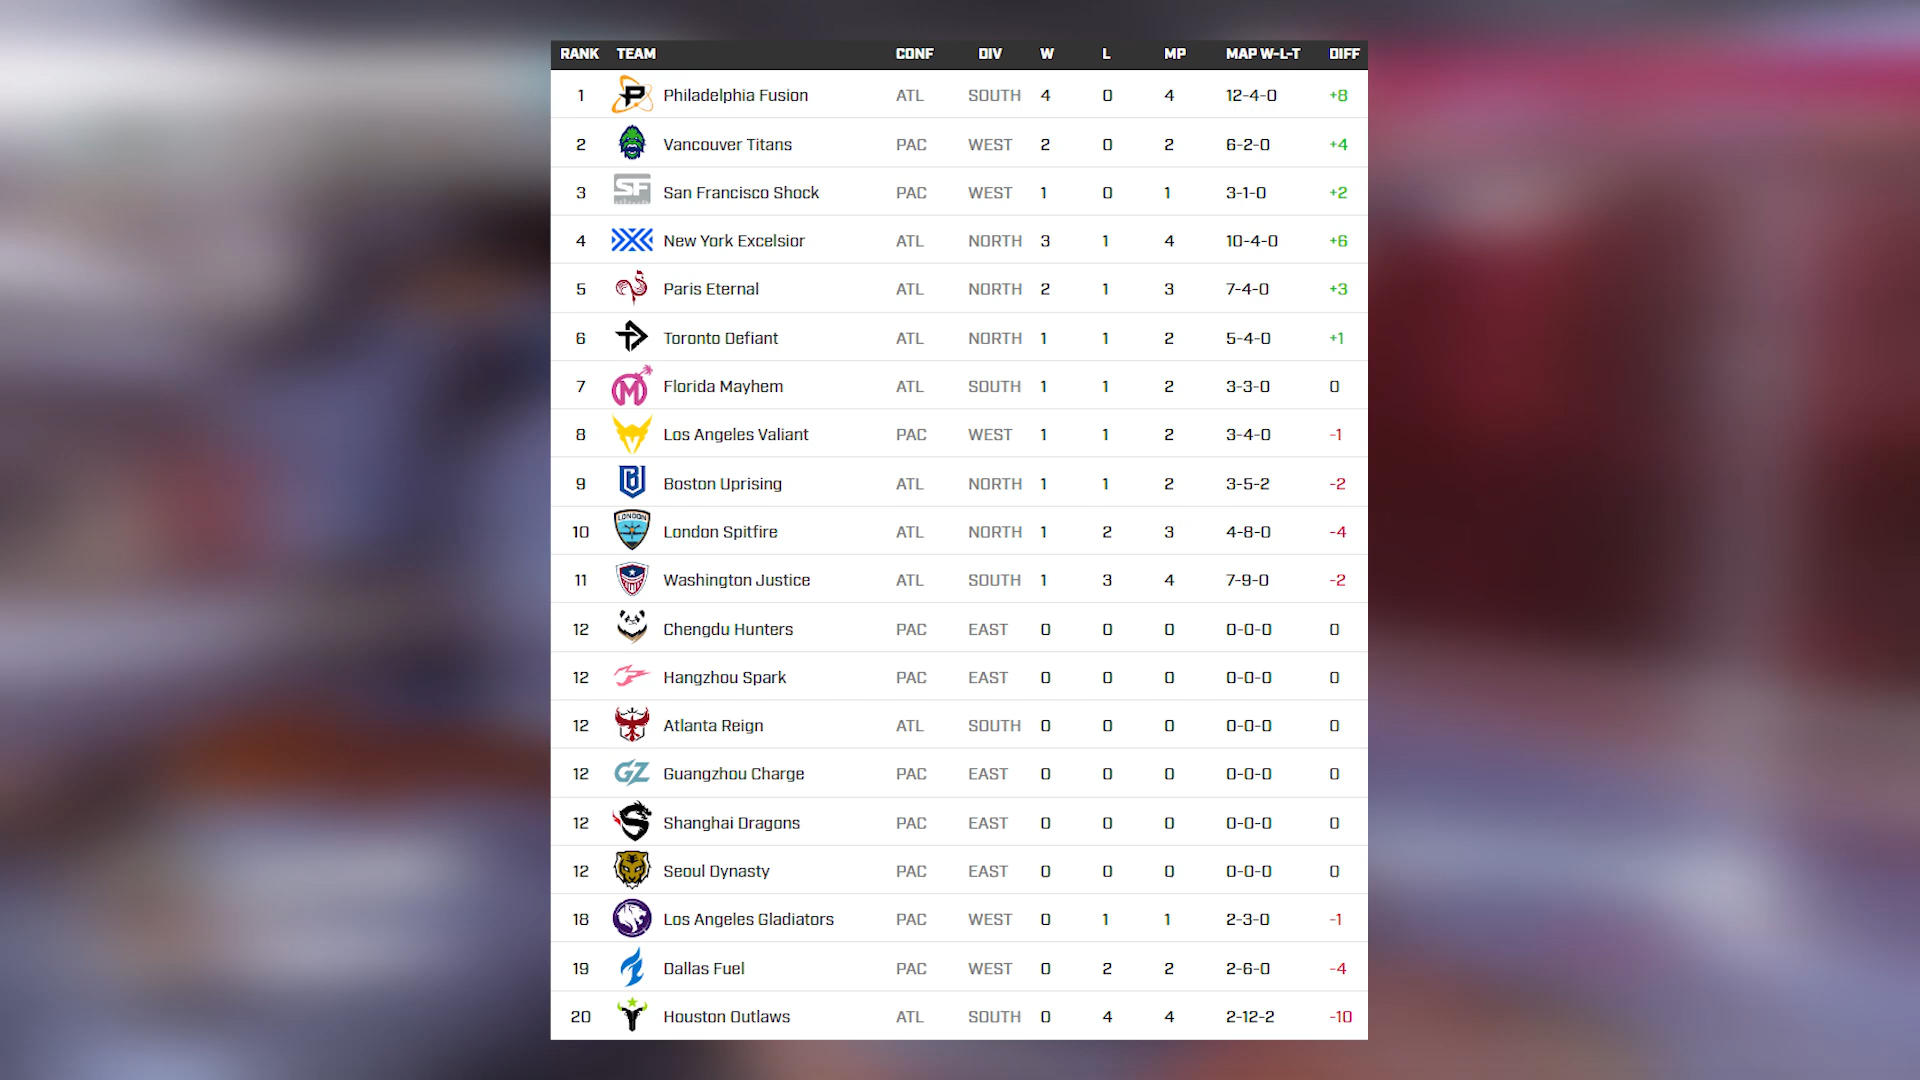 RANK TEAM CONF DIV W L MP MAP W-L-T DIFF
1 Philadelphia Fusion ATL SOUTH 4 0 4 12-4-0 +8
2 Vancouver Titans PAC WEST 2 0 2 6-2-0 +4
3 SF San Francisco Shock PAC WEST 1 0 1 3-1-0 +2
4 New York Excelsior ATL NORTH 3 1 4 10-4-0 +6
5 Paris Eternal ATL NORTH 2 1 3 7-4-0 +3
6 Toronto Defiant ATL NORTH 1 1 2 5-4-0 +1
7 Florida Mayhem ATL SOUTH 1 1 2 3-3-0 0
8 Los Angeles Valiant PAC WEST 1 1 2 3-4-0 -1
9 Boston Uprising ATL NORTH 1 1 2 3-5-2 -2
10 LONDON London Spitfire ATL NORTH 1 2 3 4-8-0 -4
11 Washington Justice ATL SOUTH 1 3 4 7-9-0 -2
12 Chengdu Hunters PAC EAST 0 0 0 0-0-0 0
12 Hangzhou Spark PAC EAST 0 0 0 0-0-0 0
12 Atlanta Reign ATL SOUTH 0 0 0 0-0-0 0
12 GZ Guangzhou Charge PAC EAST 0 0 0 0-0-0 0
12 Shanghai Dragons PAC EAST 0 0 0 0-0-0 0
12 Seoul Dynasty PAC EAST 0 0 0 0-0-0 0
18 Los Angeles Gladiators PAC WEST 0 1 1 2-3-0 -1
19 Dallas Fuel PAC WEST 0 2 2 2-6-0 -4
20 Houston Outlaws ATL SOUTH 0 4 4 2-12-2 -10